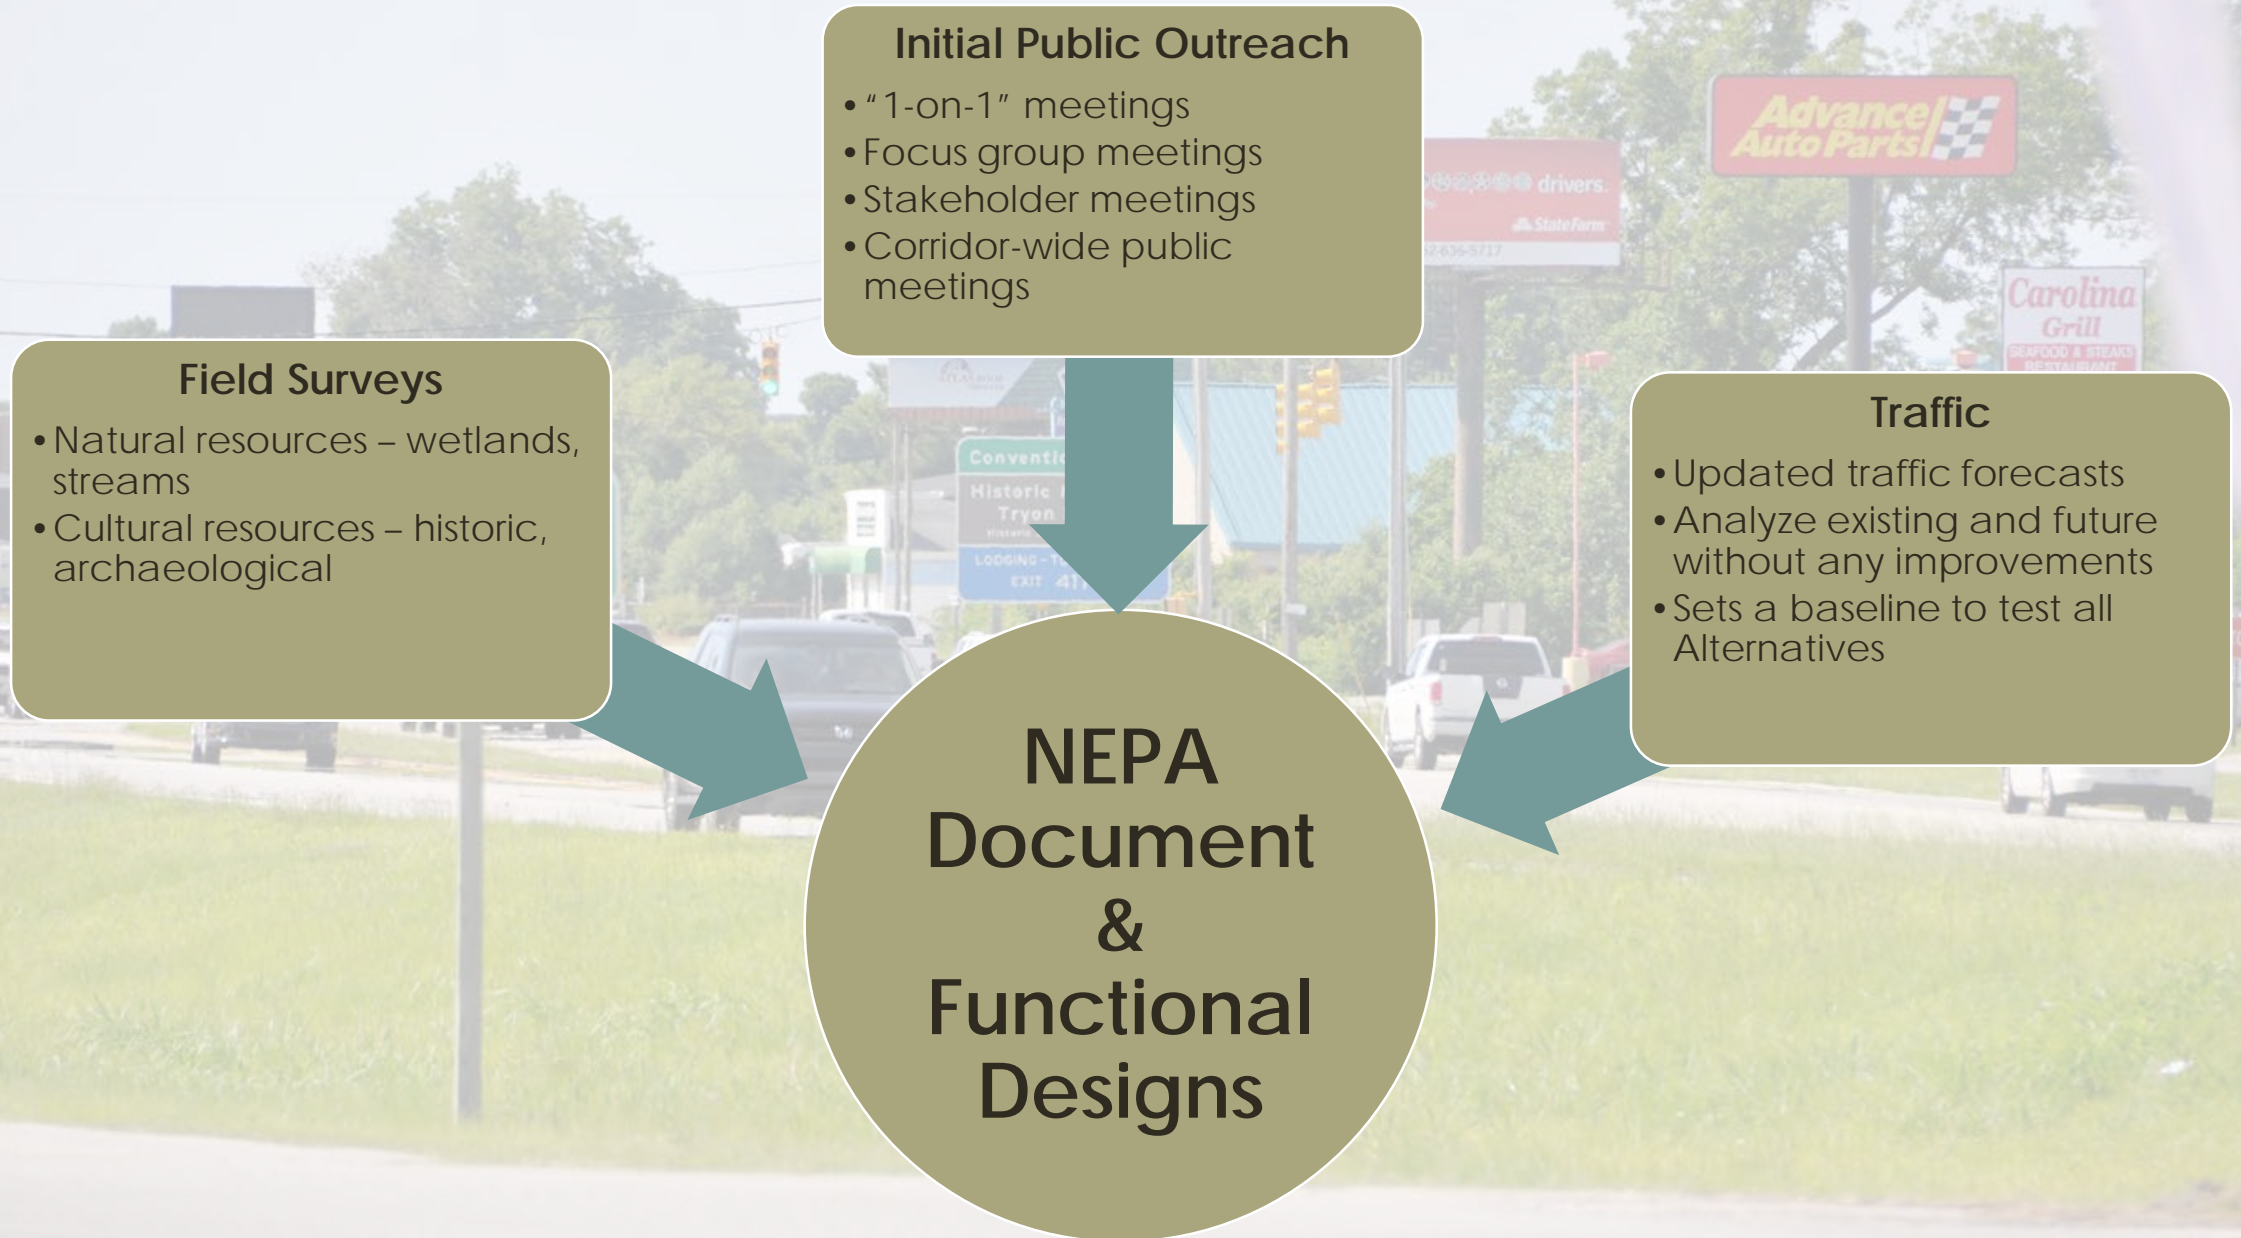 Initial Public Outreach
• “1-on-1” meetings
• Focus group meetings
• Stakeholder meetings
• Corridor-wide public
meetings
Field Surveys
• Natural resources – wetlands,
streams
• Cultural resources – historic,
archaeological
Traffic
• Updated traffic forecasts
• Analyze existing and future
without any improvements
• Sets a baseline to test all
Alternatives
NEPA
Document
&
Functional
Designs
Advance
Auto Parts
drivers.
StateFarm
Carolina
Grill
SEAFOOD & STEAKS
RESTAURANT
Historic
Tryon
Historic
EXIT